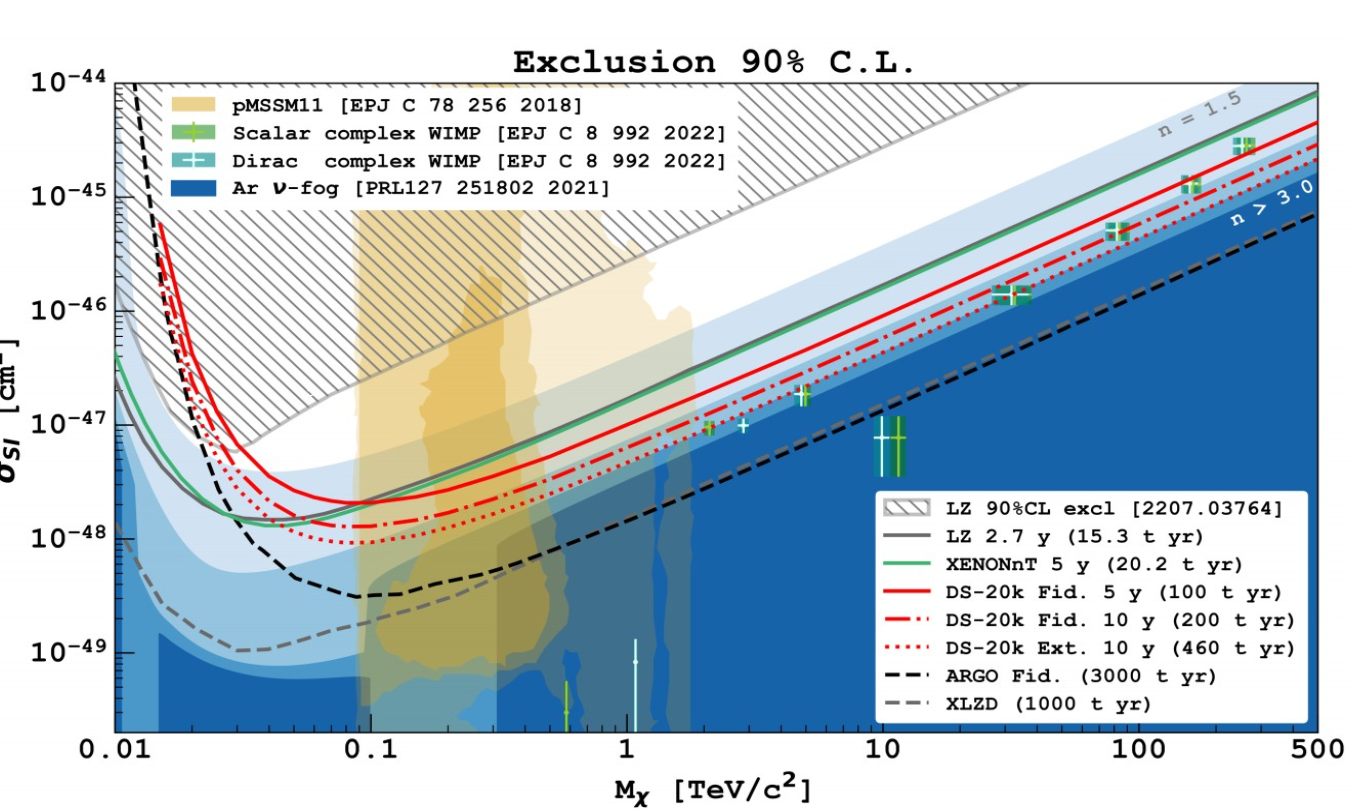 Exclusion 90% C.L.
10⁻⁴⁴
10⁻⁴⁵
10⁻⁴⁶
10⁻⁴⁷
10⁻⁴⁸
10⁻⁴⁹
σSI [cm⁻
pMSSM11 [EPJ C 78 256 2018]
Scalar complex WIMP [EPJ C 8 992 2022]
Dirac complex WIMP [EPJ C 8 992 2022]
Ar ν-fog [PRL127 251802 2021]
n = 1.5
n > 3.0
LZ 90%CL excl [2207.03764]
LZ 2.7 y (15.3 t yr)
XENONnT 5 y (20.2 t yr)
DS-20k Fid. 5 y (100 t yr)
DS-20k Fid. 10 y (200 t yr)
DS-20k Ext. 10 y (460 t yr)
ARGO Fid. (3000 t yr)
XLZD (1000 t yr)
0.01 0.1 1 10 100 500
Mχ [TeV/c²]